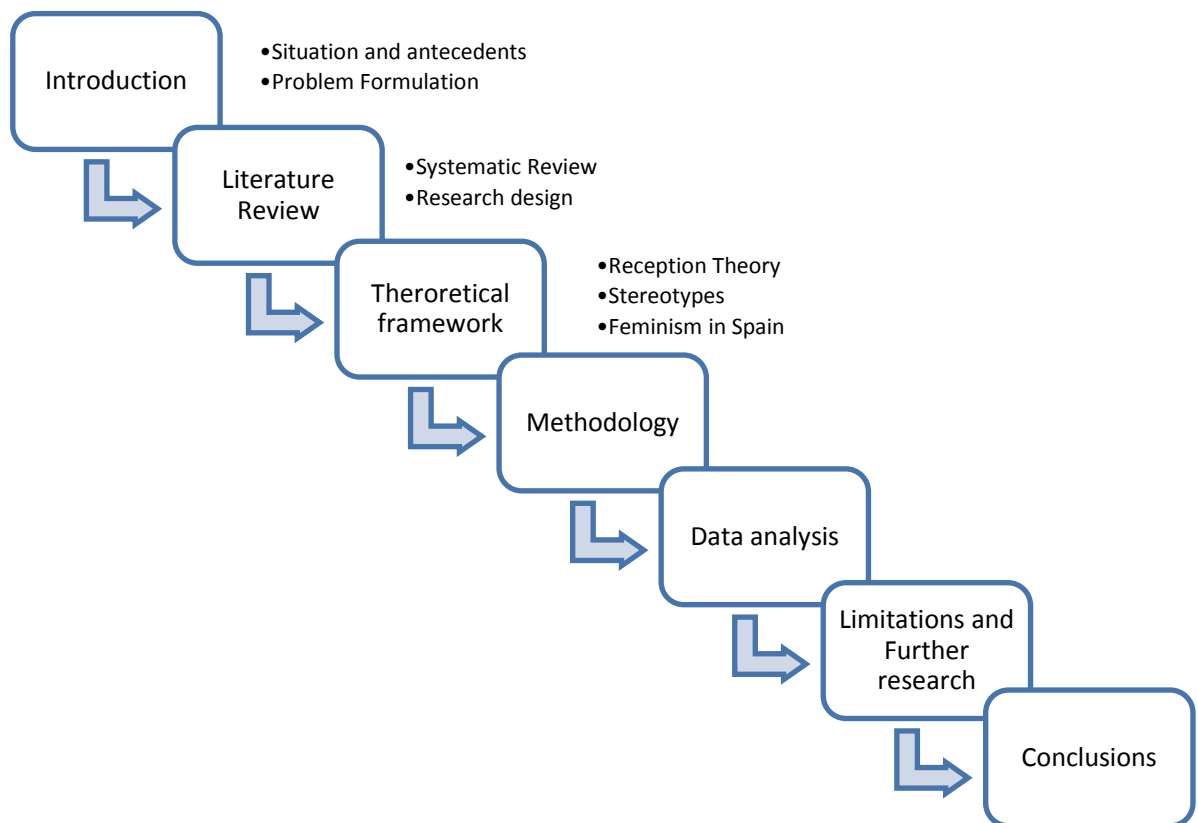 Introduction
•Situation and antecedents
•Problem Formulation
Literature
Review
•Systematic Review
•Research design
Theroretical
framework
•Reception Theory
•Stereotypes
•Feminism in Spain
Methodology
Data analysis
Limitations and
Further
research
Conclusions